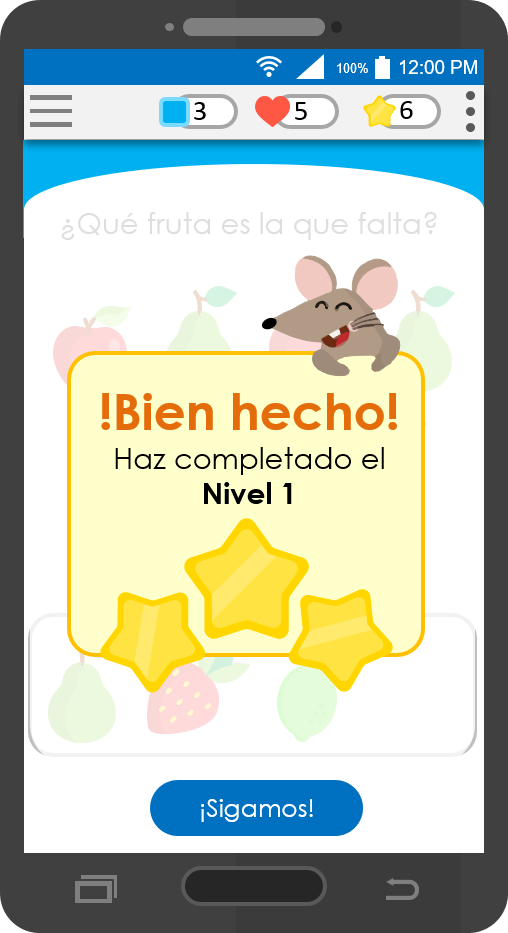 100% 12:00 PM
3 5 6
¿Qué fruta es la que falta?
!Bien hecho!
Haz completado el
Nivel 1
¡Sigamos!